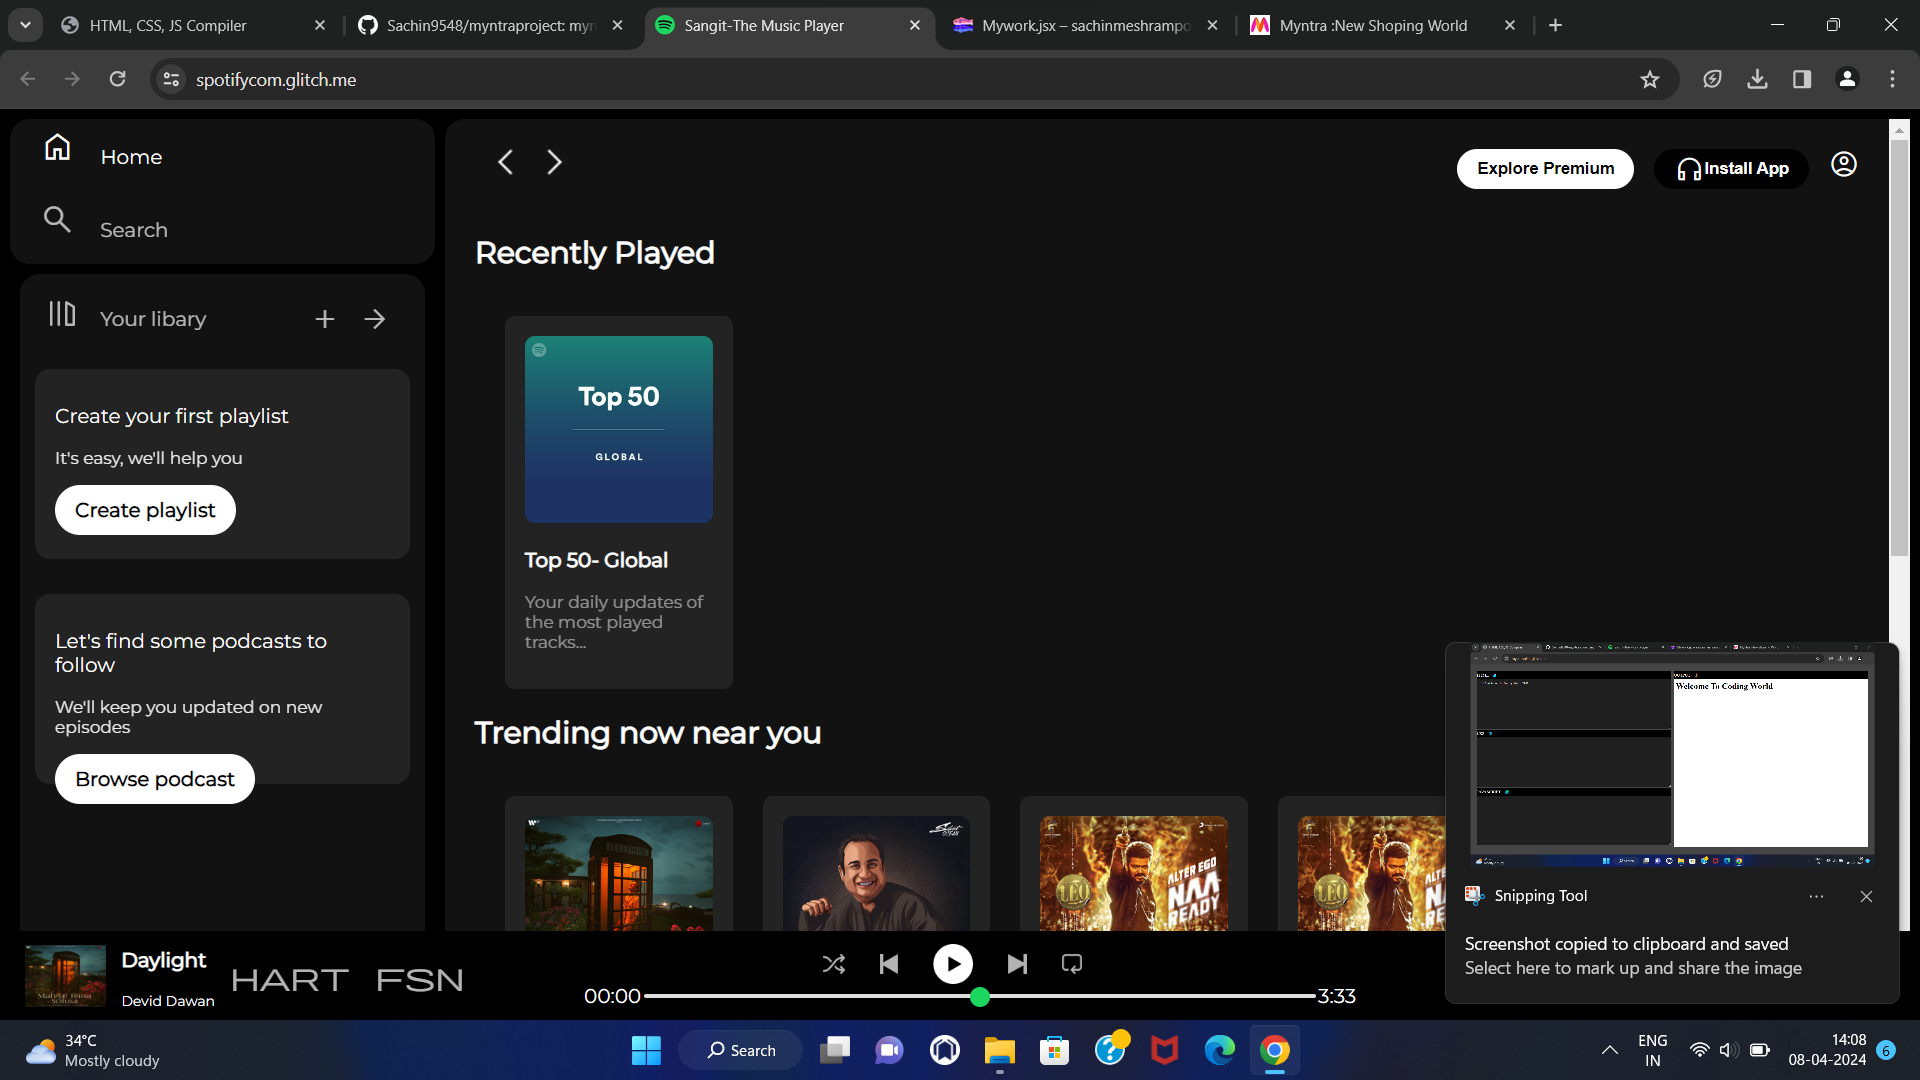 HTML, CSS, JS Compiler
Sachin9548/myntraproject: myn
Sangit-The Music Player
Mywork.jsx – sachinmeshrampo
Myntra :New Shoping World
spotifycom.glitch.me
Home
Search
Your libary
Create your first playlist
It's easy, we'll help you
Create playlist
Let's find some podcasts to
follow
We'll keep you updated on new
episodes
Browse podcast
Explore Premium
Install App
Recently Played
Top 50
GLOBAL
Top 50- Global
Your daily updates of
the most played
tracks...
Trending now near you
TELEPHONE
LEO
ALTER EGO
NAA
READY
LEO
Welcome To Coding World
Snipping Tool
Screenshot copied to clipboard and saved
Select here to mark up and share the image
Daylight
Devid Dawan
HART FSN
00:00
3:33
34°C
Mostly cloudy
Search
ENG
IN
14:08
08-04-2024
6